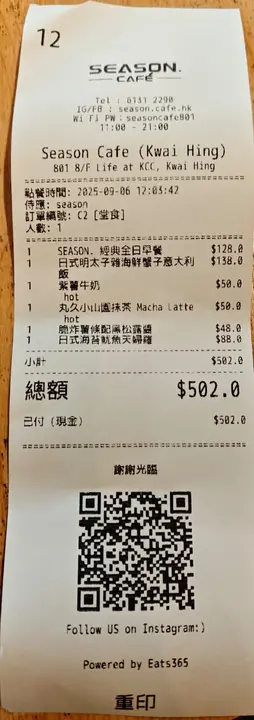 12
SEASON.
CAFÉ
Tel : 6131 2290
IG/FB : season.cafe.hk
Wi Fi PW : seasoncafe801
11:00 - 21:00
Season Cafe (Kwai Hing)
801 8/F Life at KCC, Kwai Hing
點餐時間: 2025-09-06 12:03:42
侍應: season
訂單編號: C2 [堂食]
人數: 1
1 SEASON. 經典全日早餐 $128.0
1 日式明太子雜海鮮蟹子意大利飯 $138.0
1 紫薯牛奶 $50.0
hot
1 丸久小山園抹茶 Macha Latte $50.0
hot
1 脆炸薯條配黑松露醬 $48.0
1 日式海苔魷魚天婦羅 $88.0
小計 $502.0
總額 $502.0
已付 (現金) $502.0
謝謝光臨
Follow US on Instagram:)
Powered by Eats365
重印